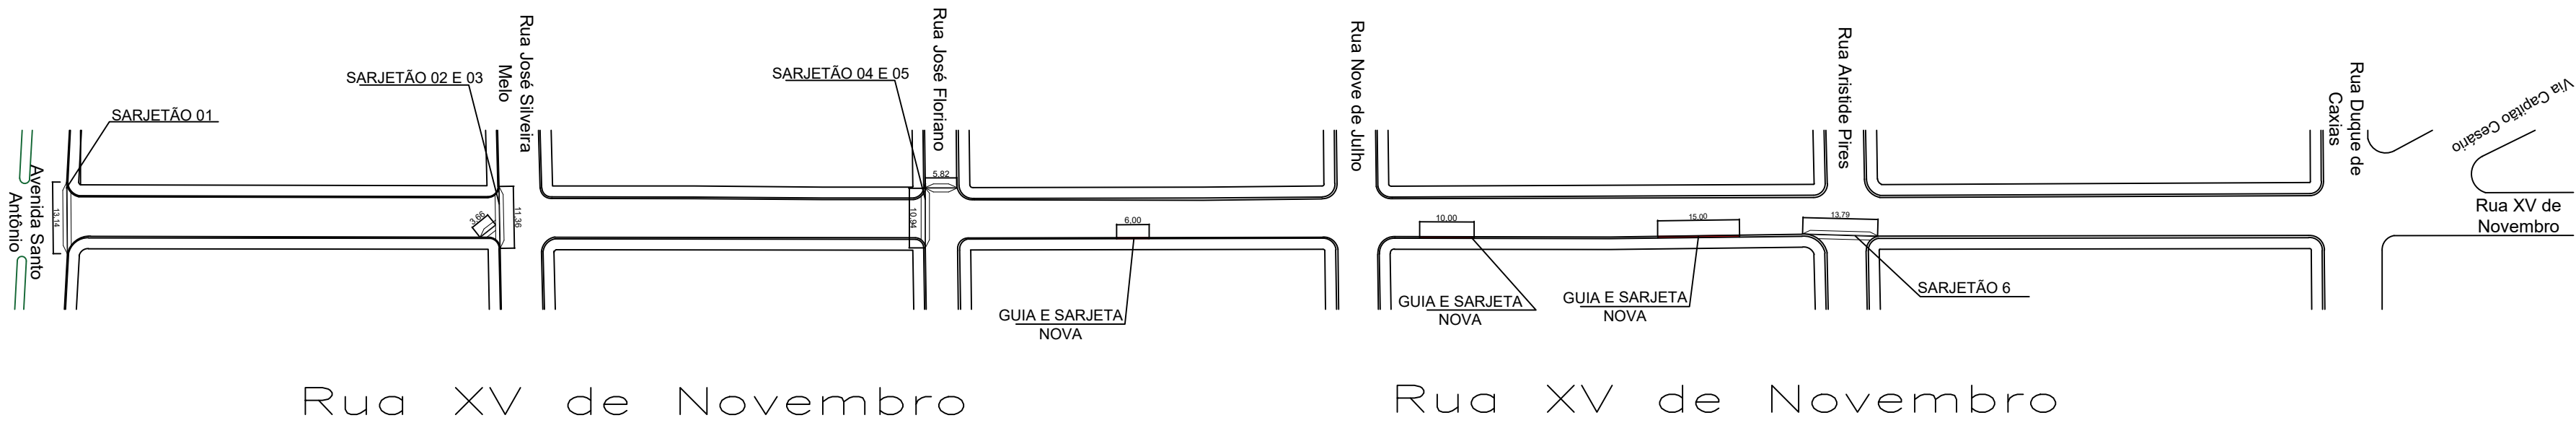 Avenida Santo
Antônio
SARJETÃO 01
13.14
SARJETÃO 02 E 03
Rua José Silveira
Melo
3.66
11.36
SARJETÃO 04 E 05
Rua José Floriano
5.82
10.94
6.00
GUIA E SARJETA
NOVA
Rua Nove de Julho
10.00
GUIA E SARJETA
NOVA
15.00
GUIA E SARJETA
NOVA
Rua Aristide Pires
13.79
SARJETÃO 6
Rua Duque de
Caxias
Via Capitão Cesário
Rua XV de
Novembro
Rua XV de Novembro
Rua XV de Novembro